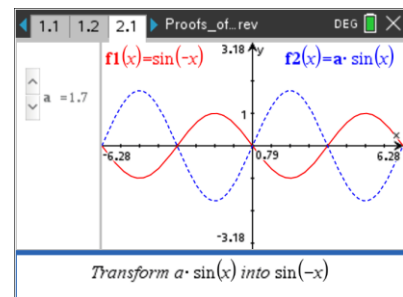 1.1 1.2 2.1 Proofs_of...rev DEG
f1(x)=sin(-x) 3.18 y f2(x)=a· sin(x)
a =1.7
1
x
-6.28 0.79 6.28
-3.18
Transform a· sin(x) into sin(-x)